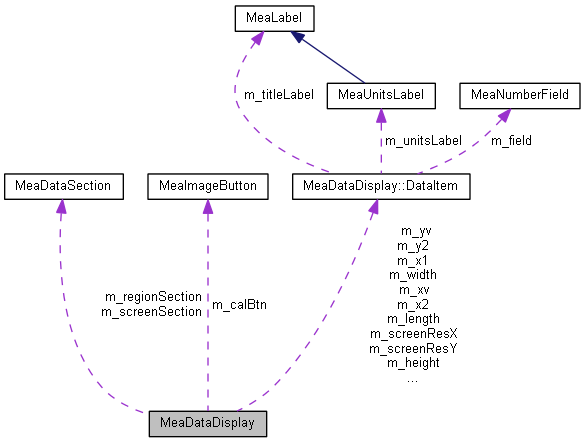 MeaLabel
m_titleLabel
MeaUnitsLabel
MeaNumberField
m_unitsLabel
m_field
MeaDataSection
MeaImageButton
MeaDataDisplay::DataItem
m_regionSection
m_screenSection
m_calBtn
m_yv
m_y2
m_x1
m_width
m_xv
m_x2
m_length
m_screenResX
m_screenResY
m_height
...
MeaDataDisplay